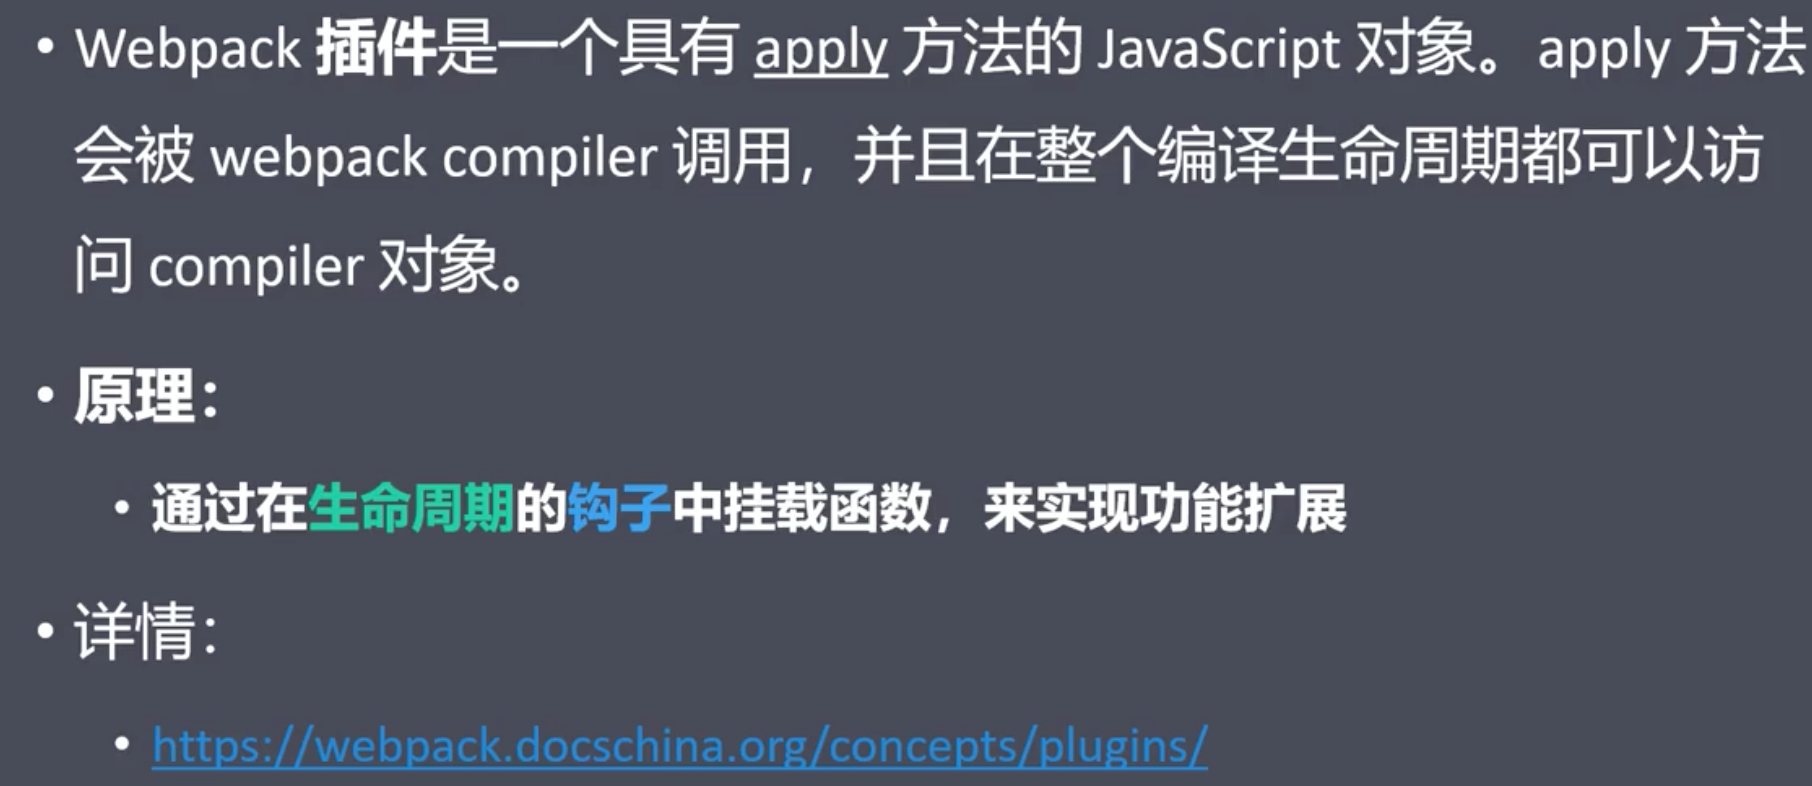 • Webpack 插件是一个具有 apply 方法的 JavaScript 对象。apply 方法
会被 webpack compiler 调用，并且在整个编译生命周期都可以访
问 compiler 对象。
• 原理：
• 通过在生命周期的钩子中挂载函数，来实现功能扩展
• 详情：
• https://webpack.docschina.org/concepts/plugins/